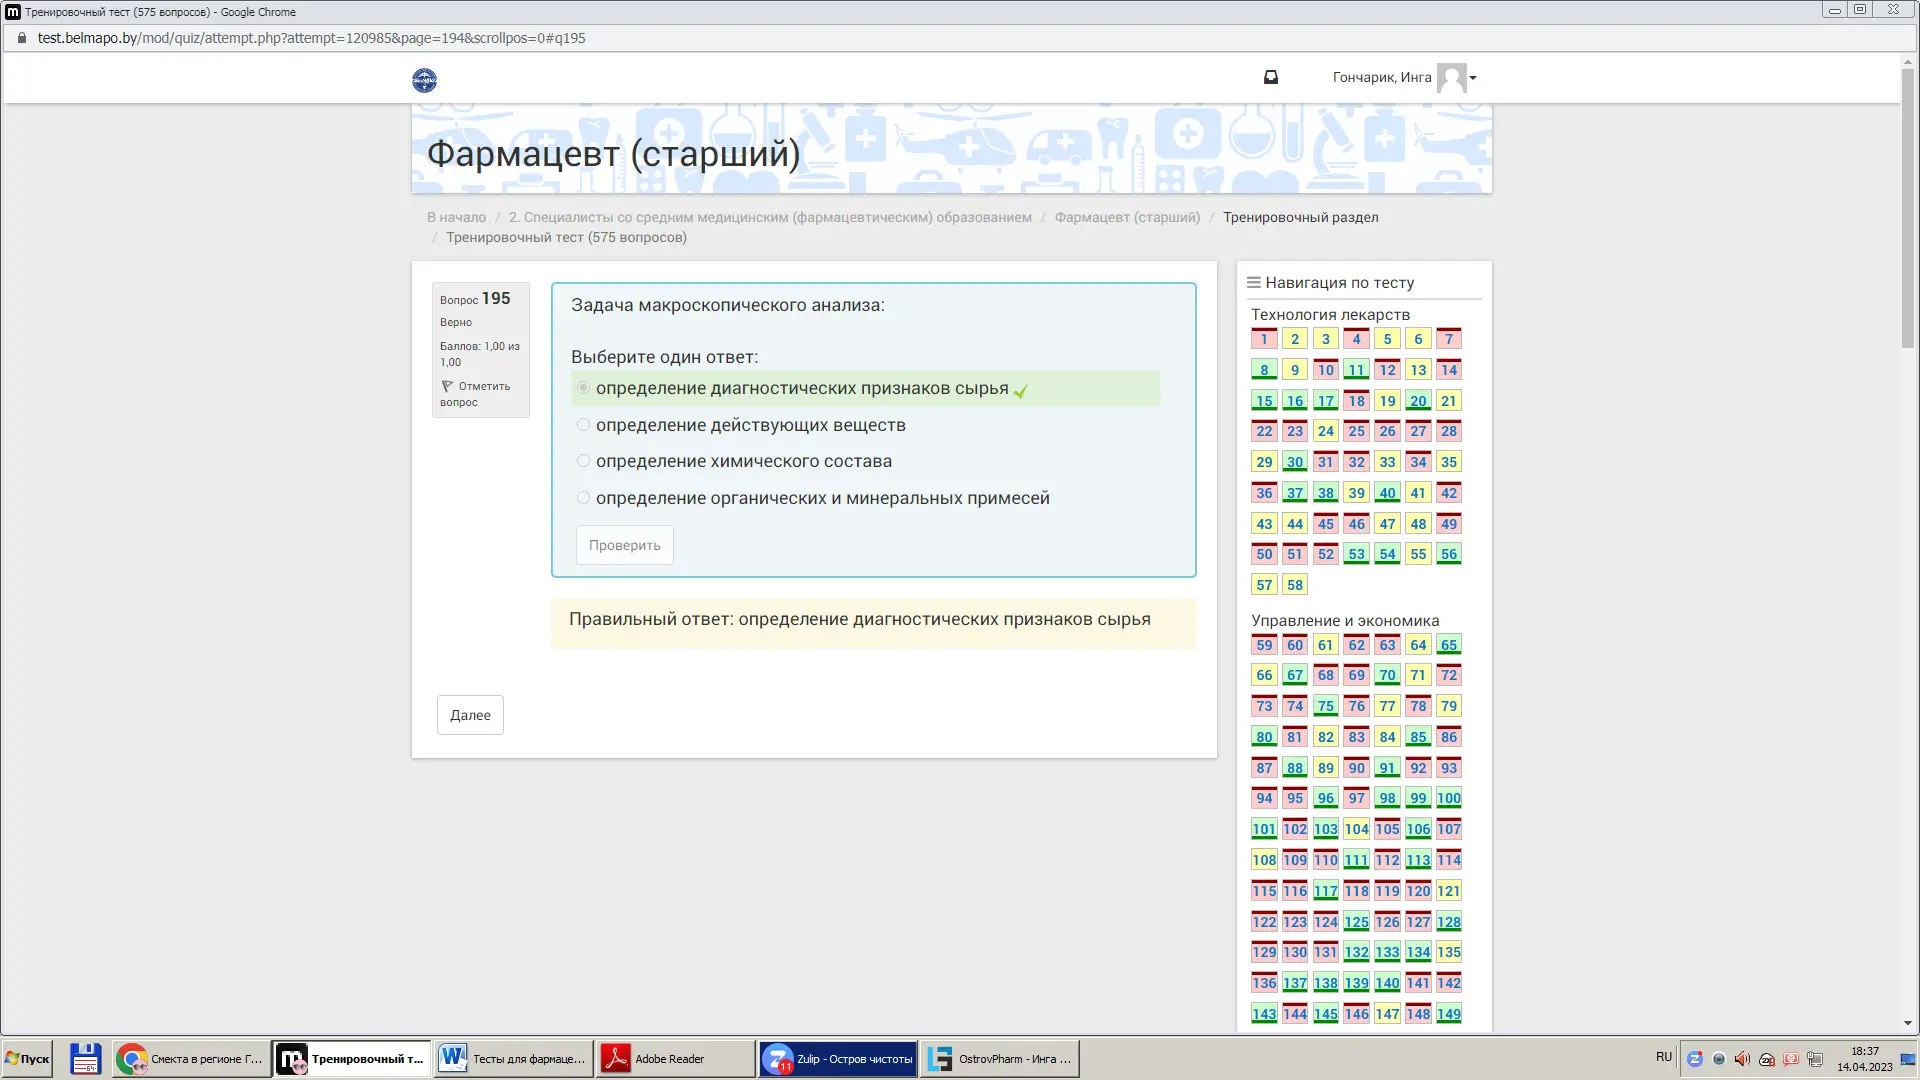 Тренировочный тест (575 вопросов) - Google Chrome
test.belmapo.by/mod/quiz/attempt.php?attempt=120985&page=194&scrollpos=0#q195
Гончарик, Инга
Фармацевт (старший)
В начало / 2. Специалисты со средним медицинским (фармацевтическим) образованием / Фармацевт (старший) / Тренировочный раздел
/ Тренировочный тест (575 вопросов)
Вопрос 195
Верно
Баллов: 1,00 из
1,00
Отметить
вопрос
Задача макроскопического анализа:
Выберите один ответ:
определение диагностических признаков сырья
определение действующих веществ
определение химического состава
определение органических и минеральных примесей
Проверить
Правильный ответ: определение диагностических признаков сырья
Далее
Навигация по тесту
Технология лекарств
1 2 3 4 5 6 7
8 9 10 11 12 13 14
15 16 17 18 19 20 21
22 23 24 25 26 27 28
29 30 31 32 33 34 35
36 37 38 39 40 41 42
43 44 45 46 47 48 49
50 51 52 53 54 55 56
57 58
Управление и экономика
59 60 61 62 63 64 65
66 67 68 69 70 71 72
73 74 75 76 77 78 79
80 81 82 83 84 85 86
87 88 89 90 91 92 93
94 95 96 97 98 99 100
101 102 103 104 105 106 107
108 109 110 111 112 113 114
115 116 117 118 119 120 121
122 123 124 125 126 127 128
129 130 131 132 133 134 135
136 137 138 139 140 141 142
143 144 145 146 147 148 149
Пуск
64
Смекта в регионе Г...
Тренировочный т...
Тесты для фармаце...
Adobe Reader
11
Zulip - Остров чистоты
OstrovPharm - Инга ...
RU
18:37
14.04.2023